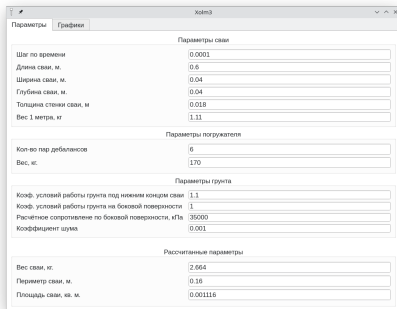 Xolm3
Параметры Графики
Параметры сваи
Шаг по времени 0.0001
Длина сваи, м. 0.6
Ширина сваи, м. 0.04
Глубина сваи, м. 0.04
Толщина стенки сваи, м 0.018
Вес 1 метра, кг 1.11
Параметры погружателя
Кол-во пар дебалансов 6
Вес, кг. 170
Параметры грунта
Коэф. условий работы грунта под нижним концом сваи 1.1
Коэф. условий работы грунта на боковой поверхности 1
Расчётное сопротивлене по боковой поверхности, кПа 35000
Коэффициент шума 0.001
Рассчитанные параметры
Вес сваи, кг. 2.664
Периметр сваи, м. 0.16
Площадь сваи, кв. м. 0.001116